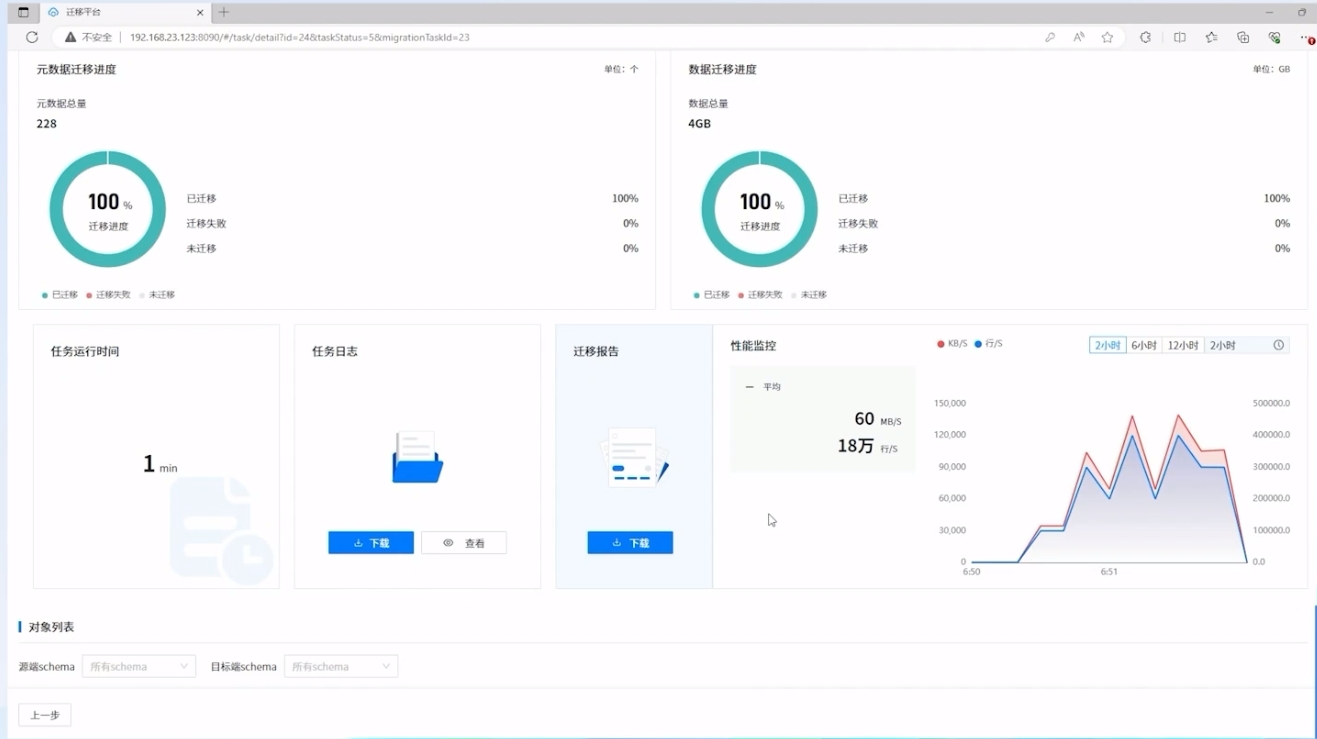 迁移平台
不安全 192.168.23.123:8090/#/task/detail?id=24&taskStatus=5&migrationTaskId=23
元数据迁移进度 单位：个
元数据总量
228
100 %
迁移进度
已迁移 100%
迁移失败 0%
未迁移 0%
已迁移 迁移失败 未迁移
数据迁移进度 单位：GB
数据总量
4GB
100 %
迁移进度
已迁移 100%
迁移失败 0%
未迁移 0%
已迁移 迁移失败 未迁移
任务运行时间
1 min
任务日志
下载 查看
迁移报告
下载
性能监控
平均
60 MB/S
18万 行/S
KB/S 行/S
2小时 6小时 12小时 2小时
150,000 500000.0
120,000 400000.0
90,000 300000.0
60,000 200000.0
30,000 100000.0
0 0.0
6:50 6:51
对象列表
源端schema 所有schema 目标端schema 所有schema
上一步